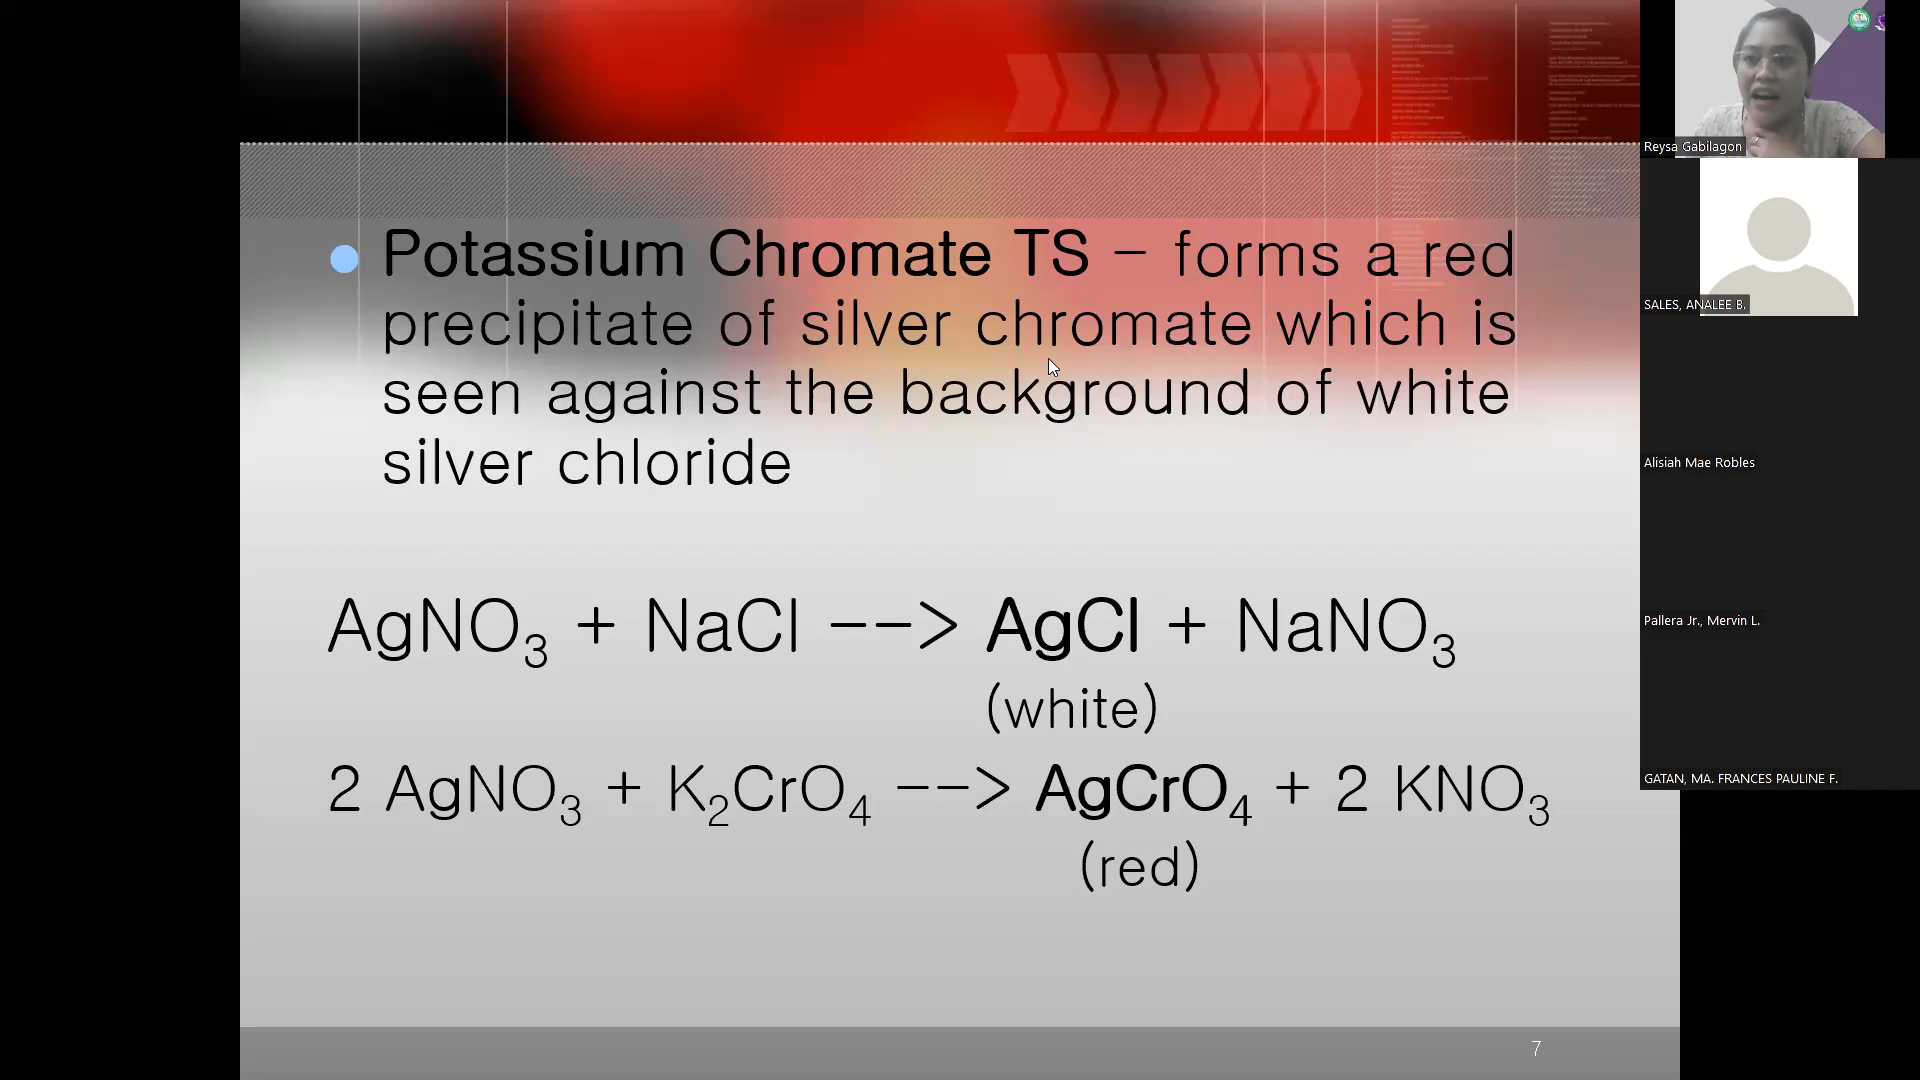 Potassium Chromate TS – forms a red
precipitate of silver chromate which is
seen against the background of white
silver chloride
AgNO₃ + NaCl --> AgCl + NaNO₃
(white)
2 AgNO₃ + K₂CrO₄ --> AgCrO₄ + 2 KNO₃
(red)
7
Reysa Gabilagon
SALES, ANALEE B.
Alisiah Mae Robles
Pallera Jr., Mervin L.
GATAN, MA. FRANCES PAULINE F.